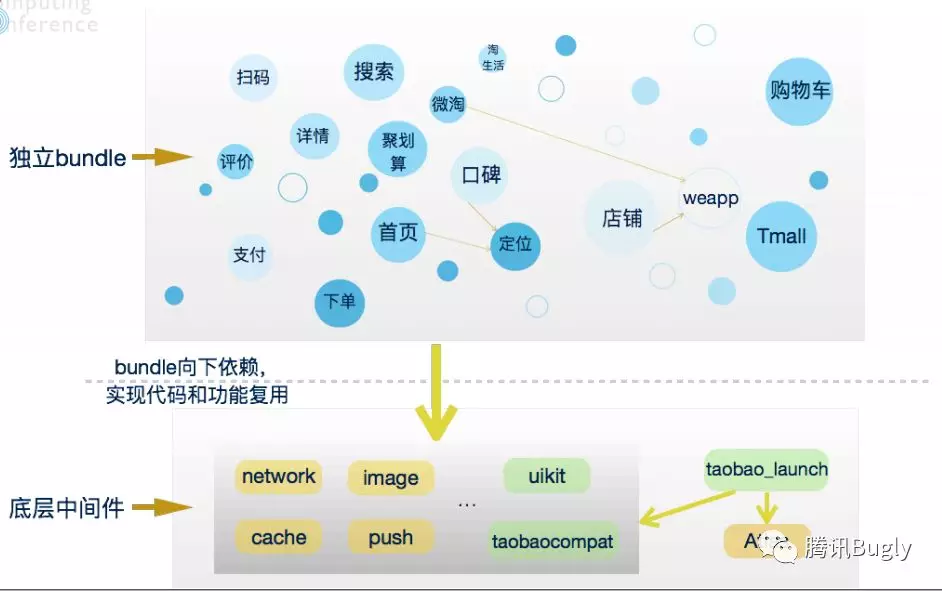 nference
扫码
搜索
淘
生活
微淘
购物车
独立bundle
评价
详情
聚划
算
口碑
店铺
weapp
Tmall
首页
定位
支付
下单
bundle向下依赖,
实现代码和功能复用
底层中间件
network
image
uikit
taobao_launch
...
cache
push
taobaocompat
腾讯Bugly